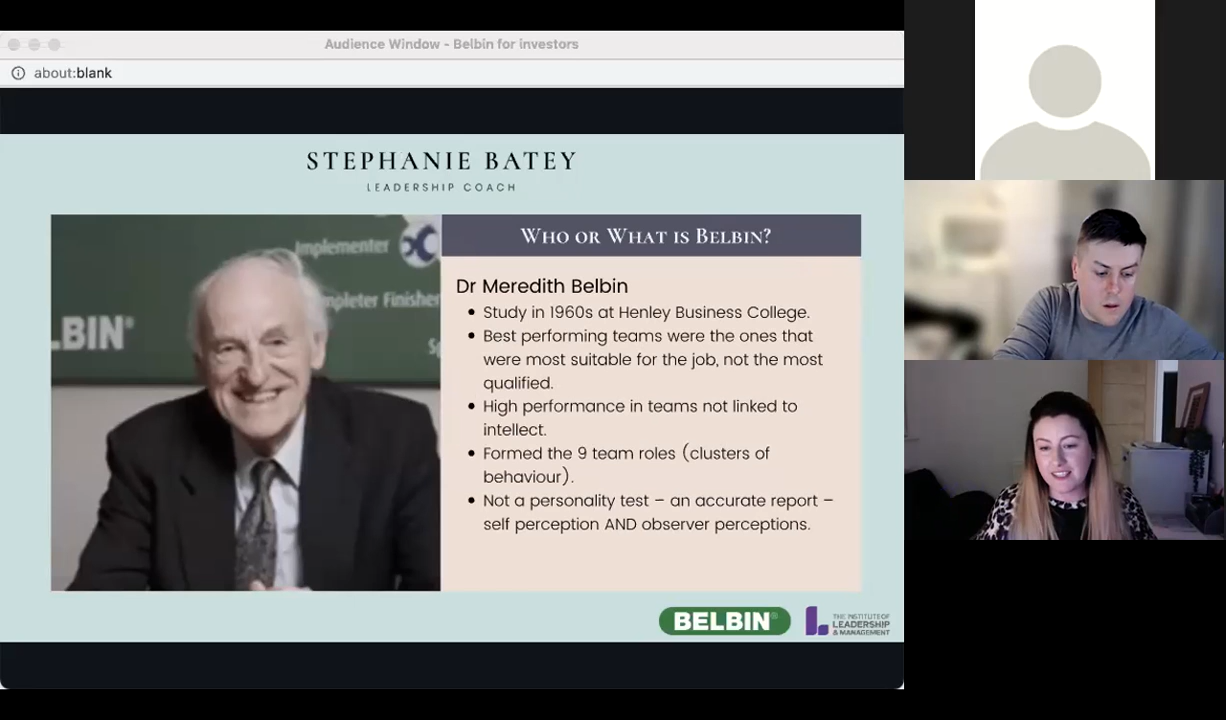 Audience Window - Belbin for investors
about:blank
STEPHANIE BATEY
LEADERSHIP COACH
Implementer
mpleter Finisher
LBIN®
Sp
WHO OR WHAT IS BELBIN?
Dr Meredith Belbin
• Study in 1960s at Henley Business College.
• Best performing teams were the ones that
were most suitable for the job, not the most
qualified.
• High performance in teams not linked to
intellect.
• Formed the 9 team roles (clusters of
behaviour).
• Not a personality test – an accurate report –
self perception AND observer perceptions.
BELBIN®
THE INSTITUTE OF
LEADERSHIP
& MANAGEMENT